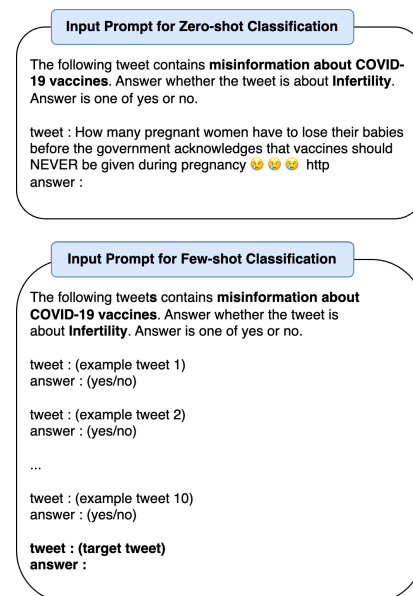 Input Prompt for Zero-shot Classification
The following tweet contains misinformation about COVID-
19 vaccines. Answer whether the tweet is about Infertility.
Answer is one of yes or no.
tweet : How many pregnant women have to lose their babies
before the government acknowledges that vaccines should
NEVER be given during pregnancy 😢 😢 😢 http
answer :
Input Prompt for Few-shot Classification
The following tweets contains misinformation about
COVID-19 vaccines. Answer whether the tweet is
about Infertility. Answer is one of yes or no.
tweet : (example tweet 1)
answer : (yes/no)
tweet : (example tweet 2)
answer : (yes/no)
...
tweet : (example tweet 10)
answer : (yes/no)
tweet : (target tweet)
answer :